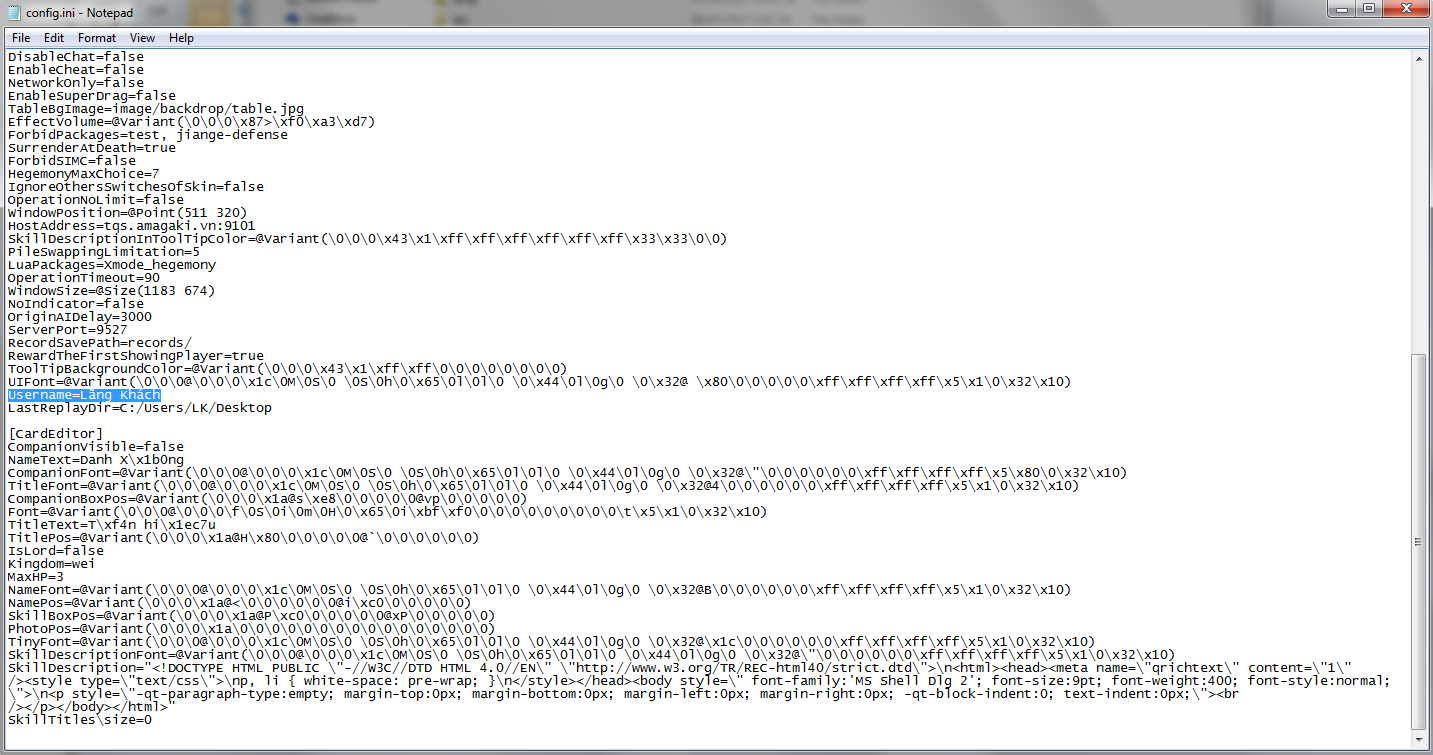 config.ini - Notepad
File Edit Format View Help
DisableChat=false
EnableCheat=false
NetworkOnly=false
EnableSuperDrag=false
TableBgImage=image/backdrop/table.jpg
EffectVolume=@Variant(\0\0\0\x87>\xf0\xa3\xd7)
ForbidPackages=test, jiange-defense
SurrenderAtDeath=true
ForbidSIMC=false
HegemonyMaxChoice=7
IgnoreOthersSwitchesOfSkin=false
OperationNoLimit=false
WindowPosition=@Point(511 320)
HostAddress=tqs.amagaki.vn:9101
SkillDescriptionInToolTipColor=@Variant(\0\0\0\x43\x1\xff\xff\xff\xff\xff\xff\x33\x33\0\0)
PileSwappingLimitation=5
LuaPackages=Xmode_hegemony
OperationTimeout=90
WindowSize=@Size(1183 674)
NoIndicator=false
OriginAIDelay=3000
ServerPort=9527
RecordSavePath=records/
RewardTheFirstShowingPlayer=true
ToolTipBackgroundColor=@Variant(\0\0\0\x43\x1\xff\xff\0\0\0\0\0\0\0\0)
UIFont=@Variant(\0\0\0@\0\0\0\x1c\0M\0S\0 \0S\0h\0\x65\0l\0l\0 \0\x44\0l\0g\0 \0\x32@ \x80\0\0\0\0\0\xff\xff\xff\xff\x5\x1\0\x32\x10)
Username=Lãng Khách
LastReplayDir=C:/Users/LK/Desktop
[CardEditor]
CompanionVisible=false
NameText=Danh X\x1b0ng
CompanionFont=@Variant(\0\0\0@\0\0\0\x1c\0M\0S\0 \0S\0h\0\x65\0l\0l\0 \0\x44\0l\0g\0 \0\x32@\"\0\0\0\0\0\0\xff\xff\xff\xff\x5\x80\0\x32\x10)
TitleFont=@Variant(\0\0\0@\0\0\0\x1c\0M\0S\0 \0S\0h\0\x65\0l\0l\0 \0\x44\0l\0g\0 \0\x32@4\0\0\0\0\0\0\xff\xff\xff\xff\x5\x1\0\x32\x10)
CompanionBoxPos=@Variant(\0\0\0\x1a@s\xe8\0\0\0\0\0@vp\0\0\0\0\0)
Font=@Variant(\0\0\0@\0\0\0\f\0S\0i\0m\0H\0\x65\0i\xbf\xf0\0\0\0\0\0\0\0\0\0\t\x5\x1\0\x32\x10)
TitleText=T\xf4n hi\x1ec7u
TitlePos=@Variant(\0\0\0\x1a@H\x80\0\0\0\0\0@`\0\0\0\0\0\0)
IsLord=false
Kingdom=wei
MaxHP=3
NameFont=@Variant(\0\0\0@\0\0\0\x1c\0M\0S\0 \0S\0h\0\x65\0l\0l\0 \0\x44\0l\0g\0 \0\x32@B\0\0\0\0\0\0\xff\xff\xff\xff\x5\x1\0\x32\x10)
NamePos=@Variant(\0\0\0\x1a@<\0\0\0\0\0\0@i\xc0\0\0\0\0\0)
SkillBoxPos=@Variant(\0\0\0\x1a@P\xc0\0\0\0\0\0@xP\0\0\0\0\0)
PhotoPos=@Variant(\0\0\0\x1a\0\0\0\0\0\0\0\0\0\0\0\0\0\0\0\0)
TinyFont=@Variant(\0\0\0@\0\0\0\x1c\0M\0S\0 \0S\0h\0\x65\0l\0l\0 \0\x44\0l\0g\0 \0\x32@\x1c\0\0\0\0\0\0\xff\xff\xff\xff\x5\x1\0\x32\x10)
SkillDescriptionFont=@Variant(\0\0\0@\0\0\0\x1c\0M\0S\0 \0S\0h\0\x65\0l\0l\0 \0\x44\0l\0g\0 \0\x32@\"\0\0\0\0\0\0\xff\xff\xff\xff\x5\x1\0\x32\x10)
SkillDescription="<!DOCTYPE HTML PUBLIC \"-//W3C//DTD HTML 4.0//EN\" \"http://www.w3.org/TR/REC-html40/strict.dtd\">\n<html><head><meta name=\"qrichtext\" content=\"1\"
/><style type=\"text/css\">\np, li { white-space: pre-wrap; }\n</style></head><body style=\" font-family:'MS Shell Dlg 2'; font-size:9pt; font-weight:400; font-style:normal;
\">\n<p style=\"-qt-paragraph-type:empty; margin-top:0px; margin-bottom:0px; margin-left:0px; margin-right:0px; -qt-block-indent:0; text-indent:0px;\"><br
/></p></body></html>"
SkillTitles\size=0